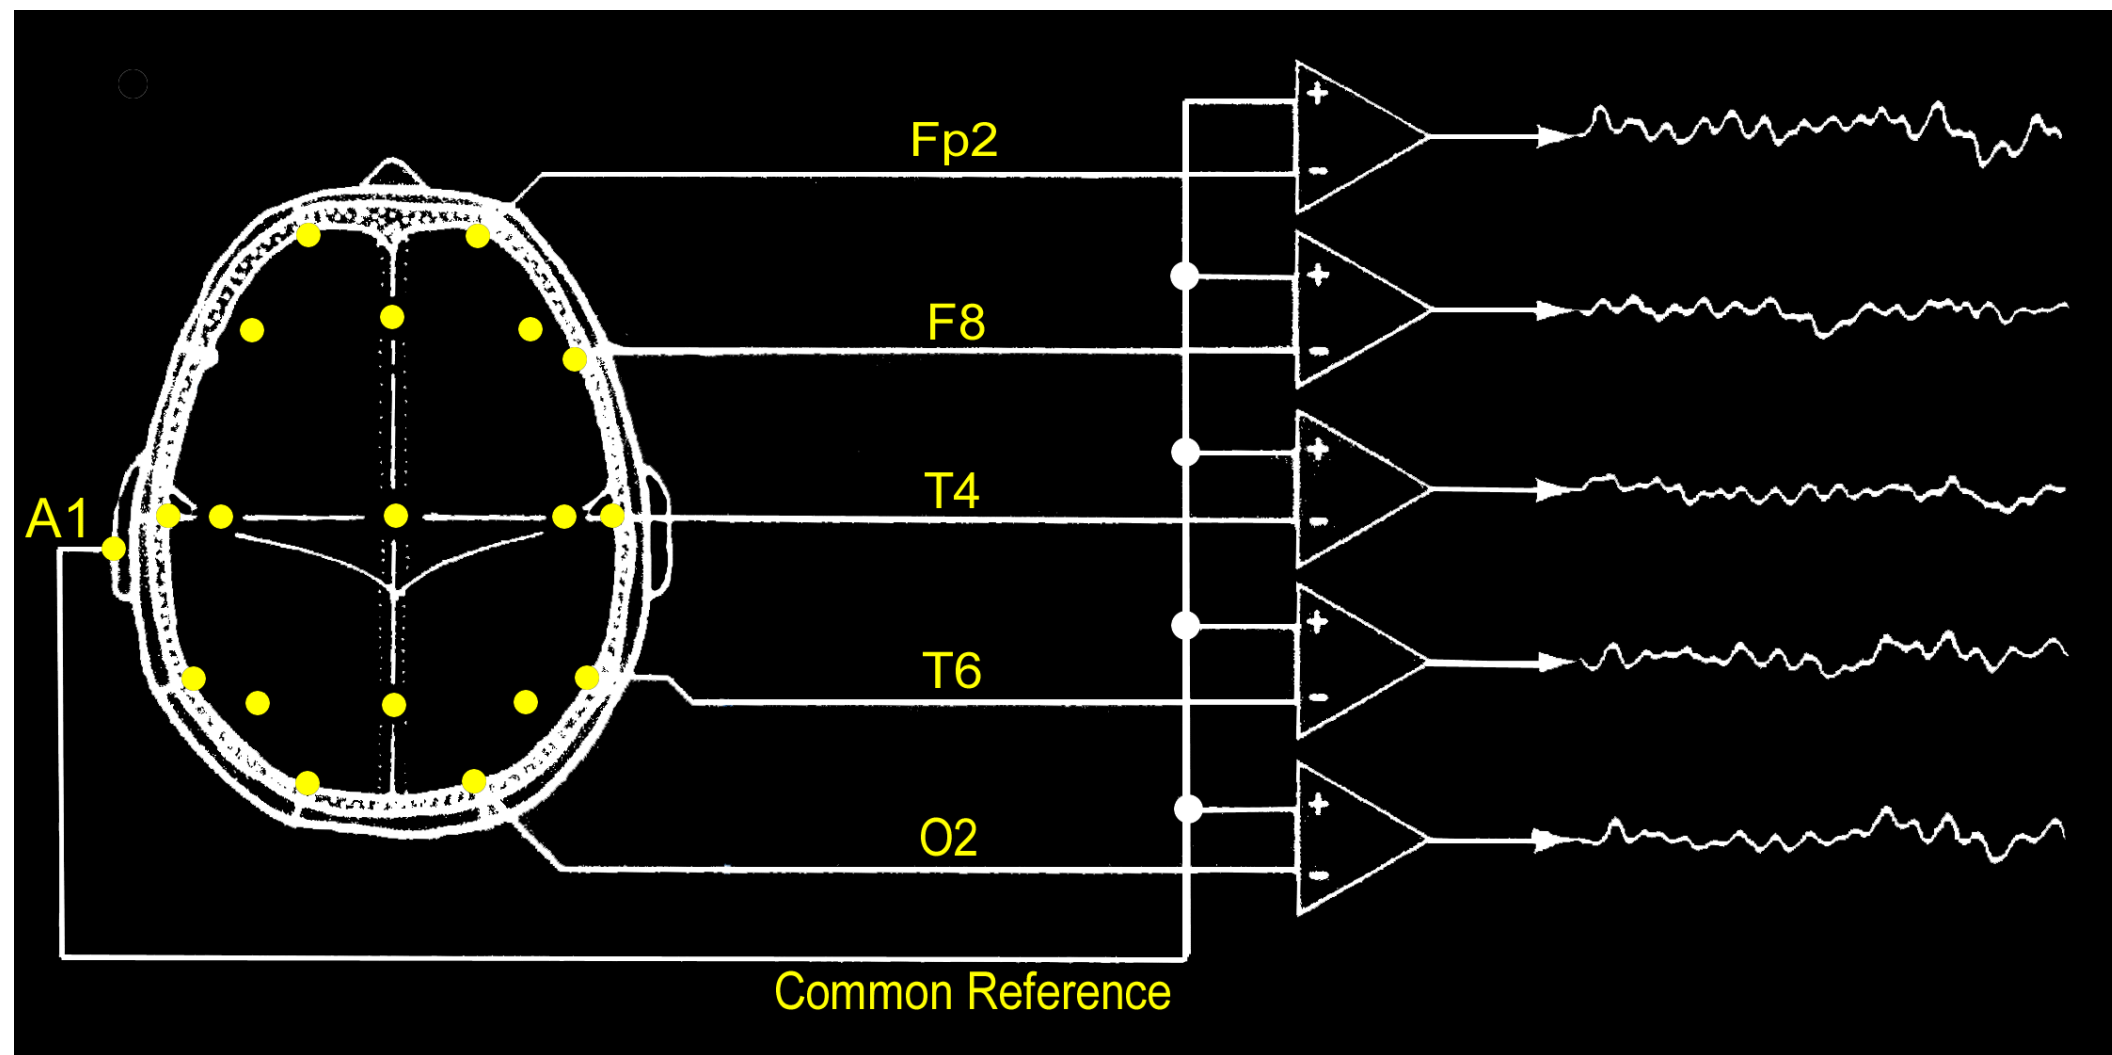 Fp2
+
-
F8
+
-
T4
+
-
A1
T6
+
-
O2
+
-
Common Reference